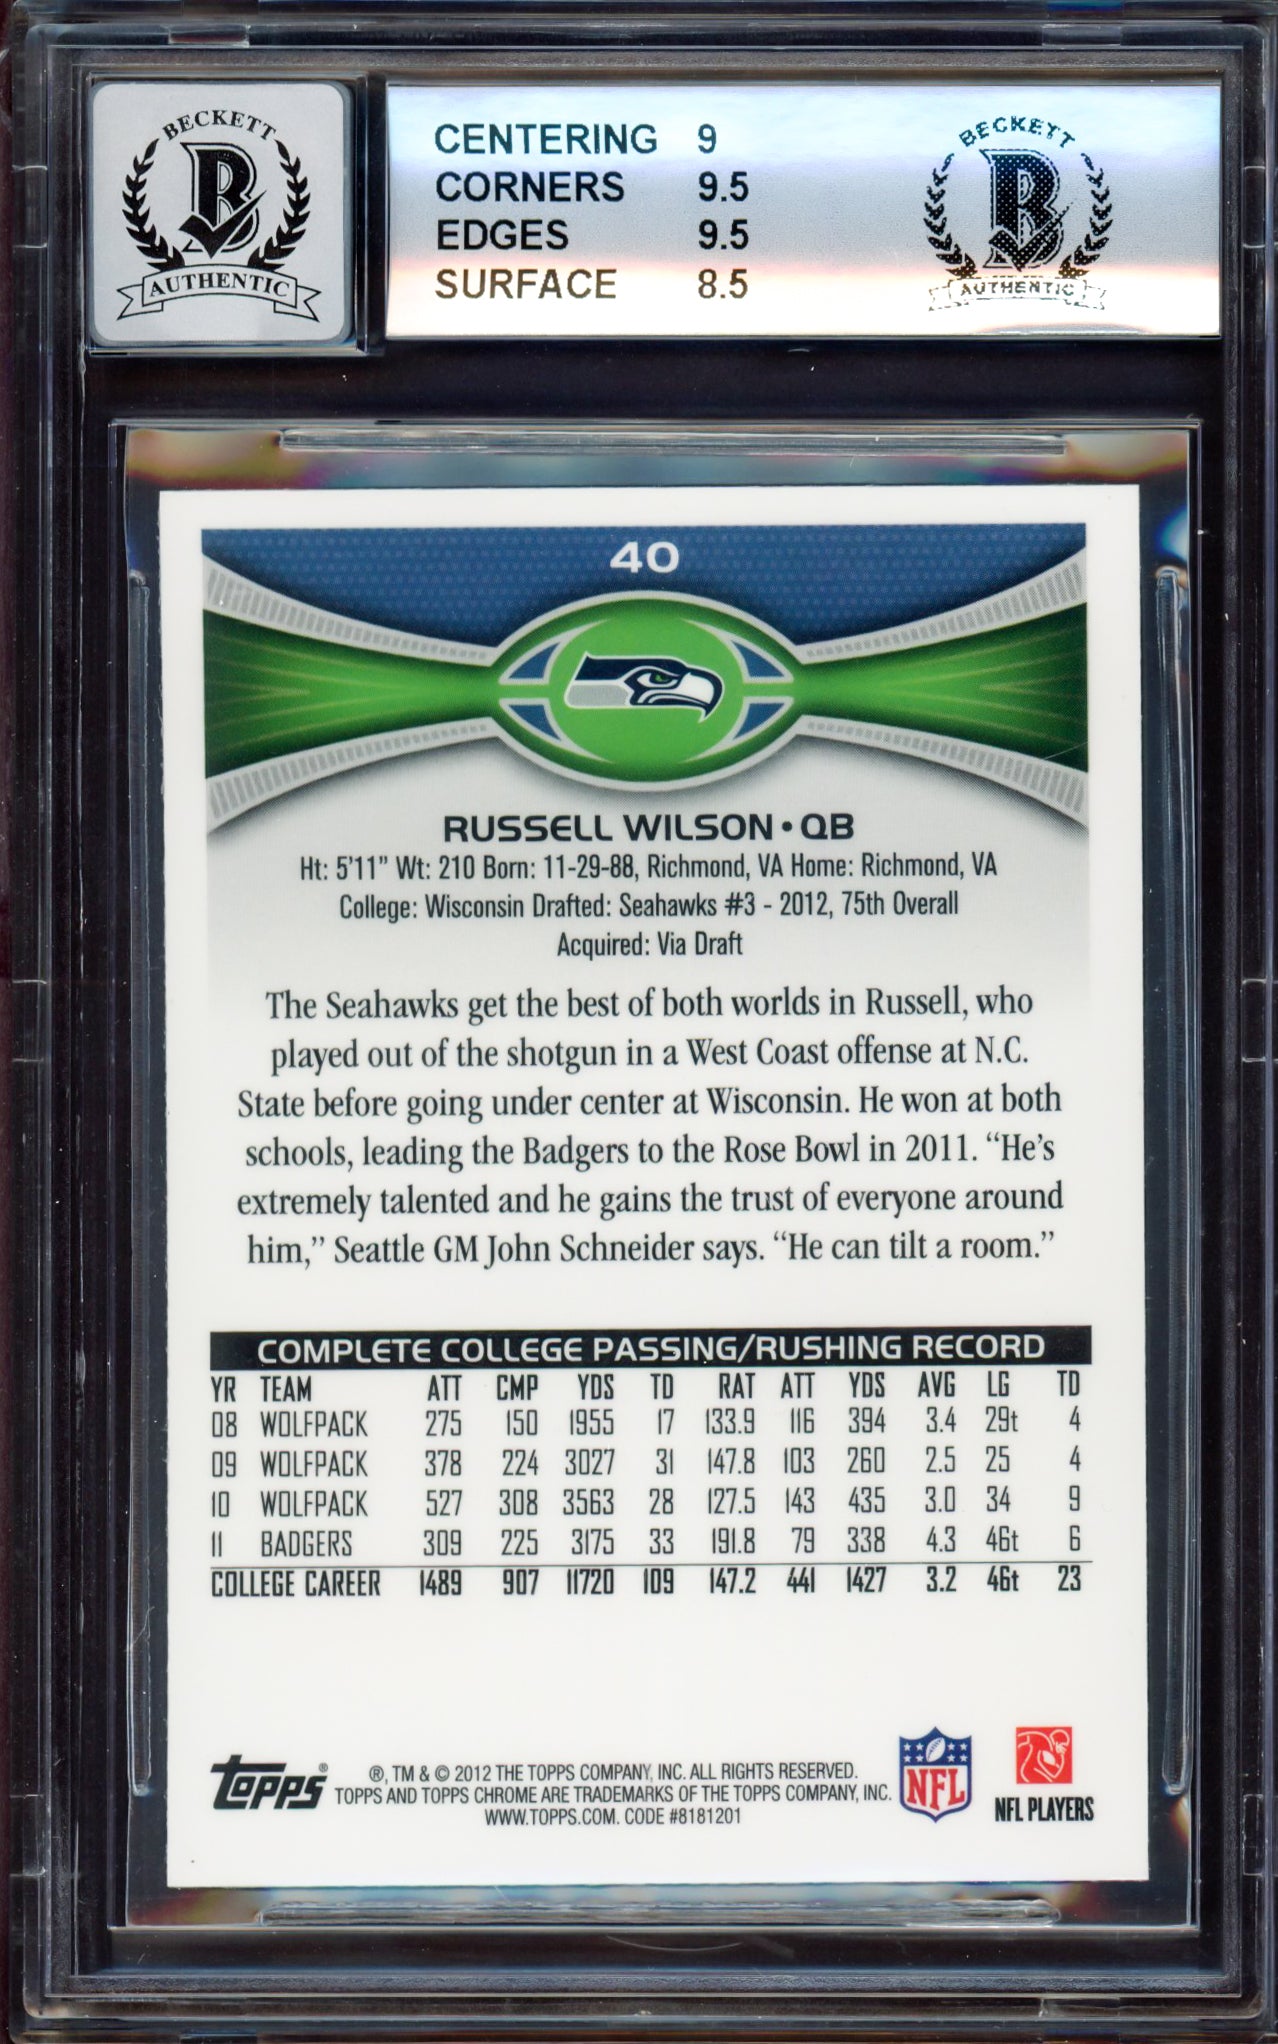 BECKETT
B
AUTHENTIC
CENTERING 9
CORNERS 9.5
EDGES 9.5
SURFACE 8.5
BECKETT
B
AUTHENTIC
40
RUSSELL WILSON • QB
Ht: 5'11" Wt: 210 Born: 11-29-88, Richmond, VA Home: Richmond, VA
College: Wisconsin Drafted: Seahawks #3 - 2012, 75th Overall
Acquired: Via Draft
The Seahawks get the best of both worlds in Russell, who
played out of the shotgun in a West Coast offense at N.C.
State before going under center at Wisconsin. He won at both
schools, leading the Badgers to the Rose Bowl in 2011. “He’s
extremely talented and he gains the trust of everyone around
him,” Seattle GM John Schneider says. “He can tilt a room.”
COMPLETE COLLEGE PASSING/RUSHING RECORD
YR TEAM ATT CMP YDS TD RAT ATT YDS AVG LG TD
08 WOLFPACK 275 150 1955 17 133.9 116 394 3.4 29t 4
09 WOLFPACK 378 224 3027 31 147.8 103 260 2.5 25 4
10 WOLFPACK 527 308 3563 28 127.5 143 435 3.0 34 9
11 BADGERS 309 225 3175 33 191.8 79 338 4.3 46t 6
COLLEGE CAREER 1489 907 11720 109 147.2 441 1427 3.2 46t 23
Topps®
®, TM & © 2012 THE TOPPS COMPANY, INC. ALL RIGHTS RESERVED.
TOPPS AND TOPPS CHROME ARE TRADEMARKS OF THE TOPPS COMPANY, INC.
WWW.TOPPS.COM. CODE #8181201
NFL
NFL PLAYERS